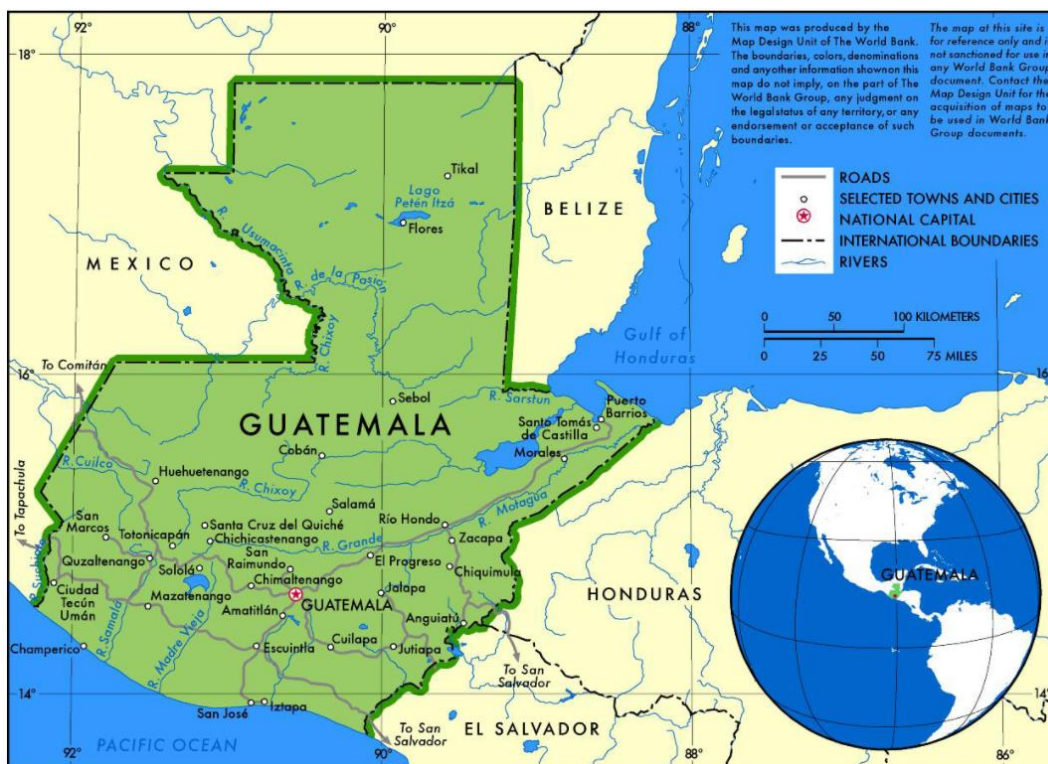 92°
90°
88°
This map was produced by the
Map Design Unit of The World Bank.
The boundaries, colors, denominations
and any other information shown on this
map do not imply, on the part of The
World Bank Group, any judgment on
the legal status of any territory, or any
endorsement or acceptance of such
boundaries.
The map at this site is
for reference only and i
not sanctioned for use in
any World Bank Group
document. Contact the
Map Design Unit for the
acquisition of maps to
be used in World Bank
Group documents.
18°
ROADS
SELECTED TOWNS AND CITIES
NATIONAL CAPITAL
INTERNATIONAL BOUNDARIES
RIVERS
0 50 100 KILOMETERS
0 25 50 75 MILES
Tikal
Lago
Petén Itzá
Flores
BELIZE
MEXICO
R. Usumacinta
R. de la Pasión
R. Chixoy
Gulf of
Honduras
To Comitán
16°
16
Sebol
R. Sarstun
Puerto
Barrios
GUATEMALA
Santo Tomás
de Castilla
Morales
Cobán
R. Cuilco
Huehuetenango
R. Chixoy
To Tapachula
Salamá
R. Motagua
San
Marcos
Totonicapán
Santa Cruz del Quiché
Chichicastenango
Río Hondo
R. Grande
Zacapa
Quzaltenango
Sololá
San
Raimundo
El Progreso
Chiquimula
Chimaltenango
R. Suchiate
Ciudad
Tecún
Umán
Mazatenango
Jalapa
GUATEMALA
Amatitlán
Anguiatú
HONDURAS
GUATEMALA
Champerico
R. Samalá
R. Madre Vieja
Escuintla
Cuilapa
Jutiapa
To San
Salvador
14°
14°
San José
Iztapa
To San
Salvador
EL SALVADOR
PACIFIC OCEAN
92°
90°
88°
86°